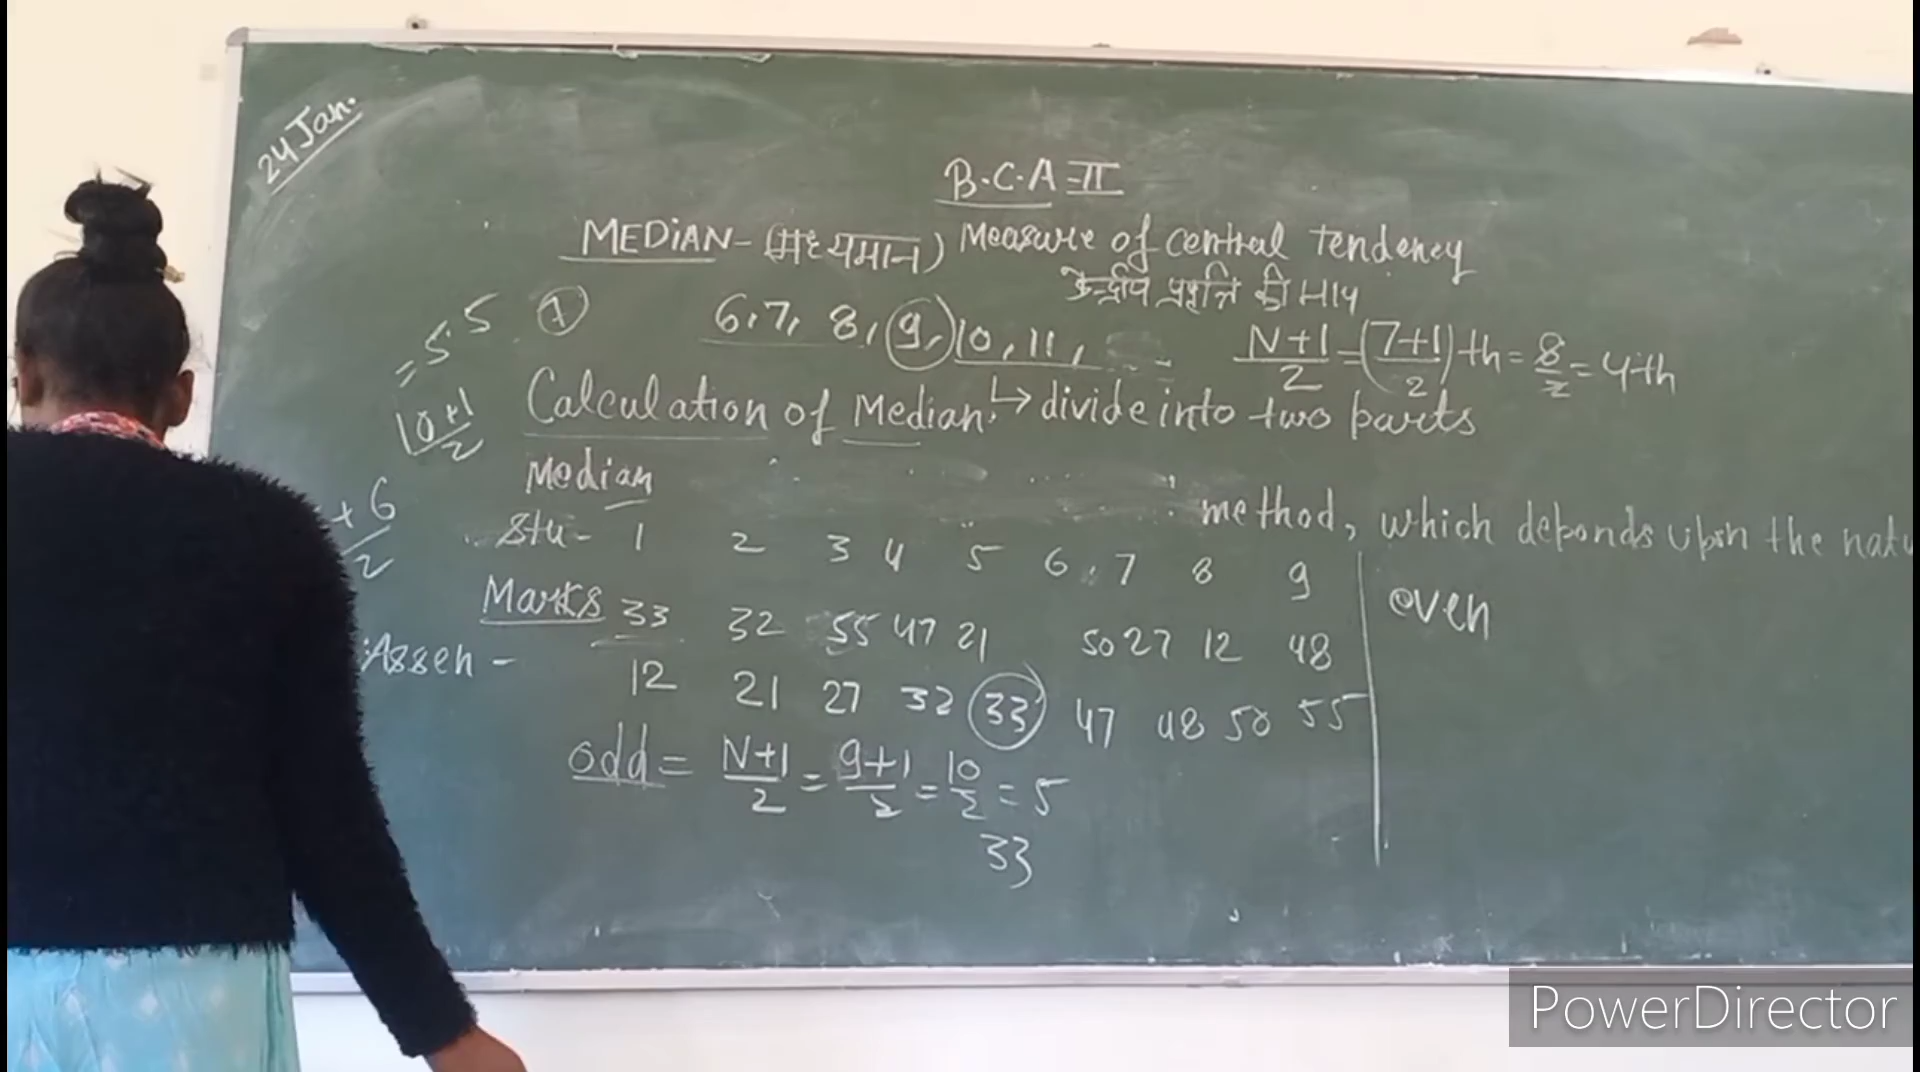 24 Jan.
B.C.A-II
MEDIAN- (मध्यमान) Measure of central tendency
केन्द्रीय प्रवृत्ति की माप
= 5.5
7 6, 7, 8, 9, 10, 11, N+1/2 = (7+1/2)th = 8/2 = 4th
10+1/2
Calculation of Median. ↳ divide into two parts
Median
+ 6/2
method, which depends upon the natu
Stu- 1 2 3 4 5 6, 7 8 9
even
Marks 33 32 55 47 21 50 27 12 48
Assen - 12 21 27 32 33 47 48 50 55
odd = N+1/2 = 9+1/2 = 10/2 = 5
33
PowerDirector